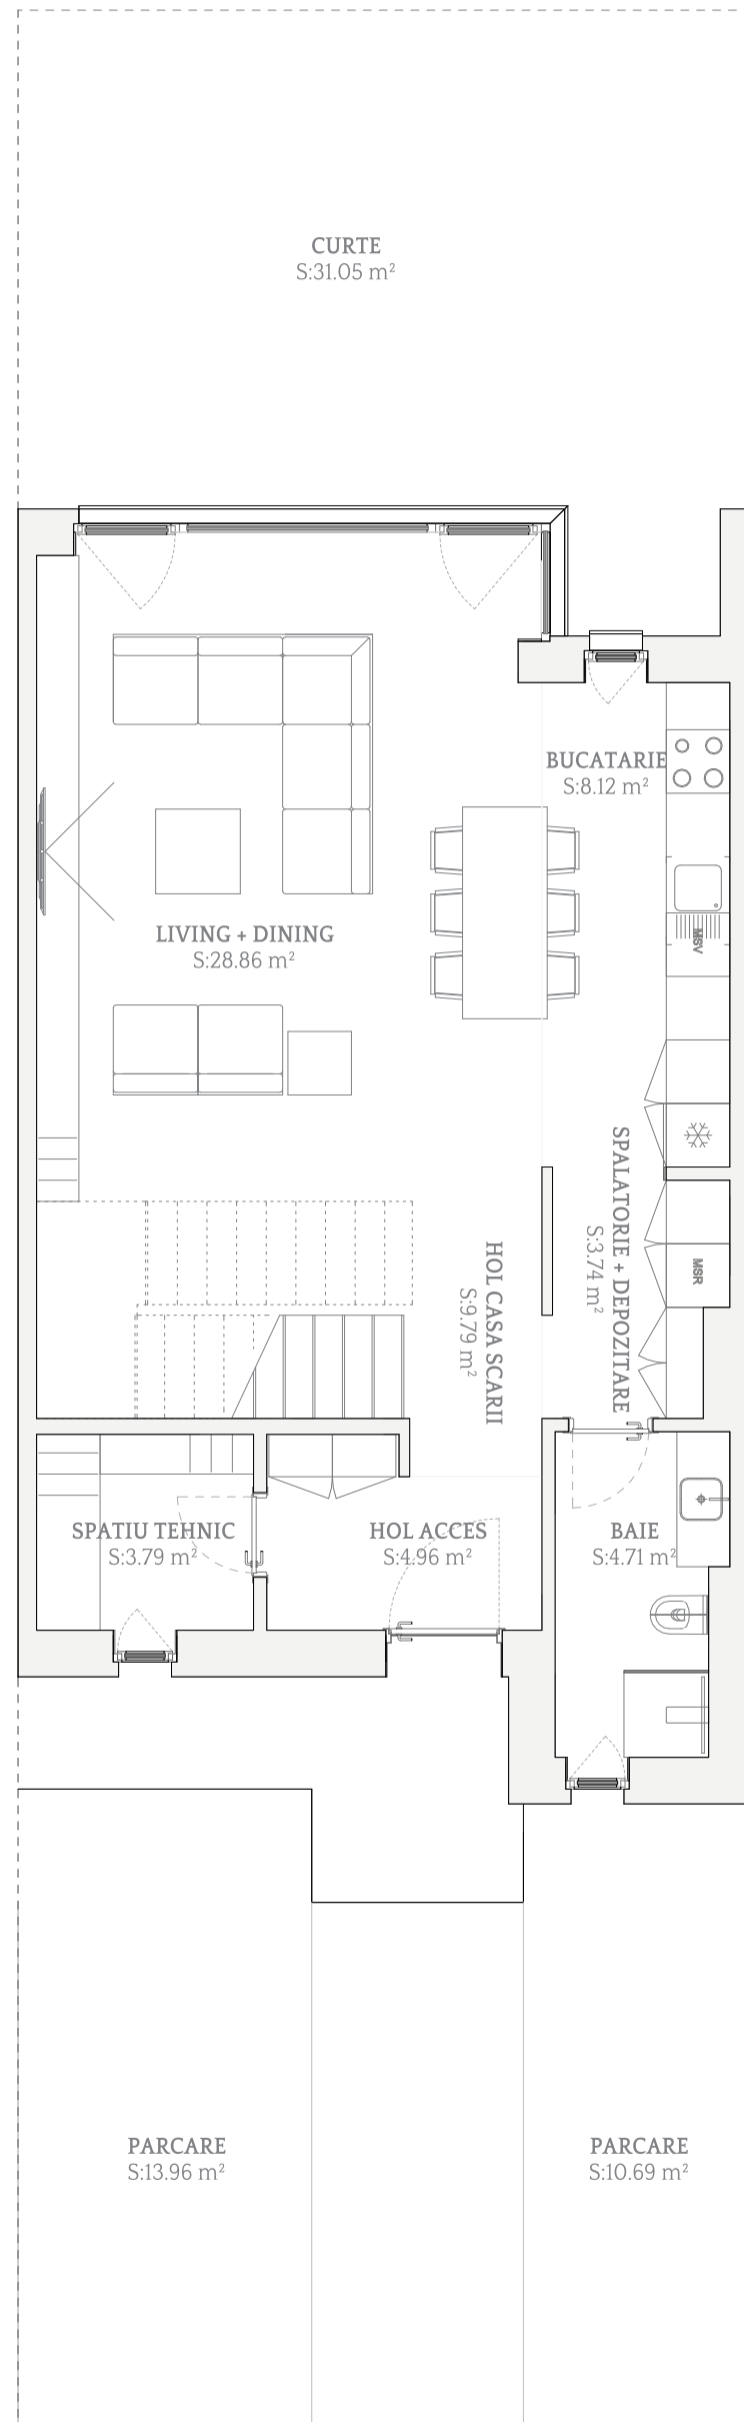 CURTE
S:31.05 m²
BUCATARIE
S:8.12 m²
MSV
LIVING + DINING
S:28.86 m²
SPALATORIE + DEPOZITARE
S:3.74 m²
HOL CASA SCARII
S:9.79 m²
MSR
SPATIU TEHNIC
S:3.79 m²
HOL ACCES
S:4.96 m²
BAIE
S:4.71 m²
PARCARE
S:13.96 m²
PARCARE
S:10.69 m²